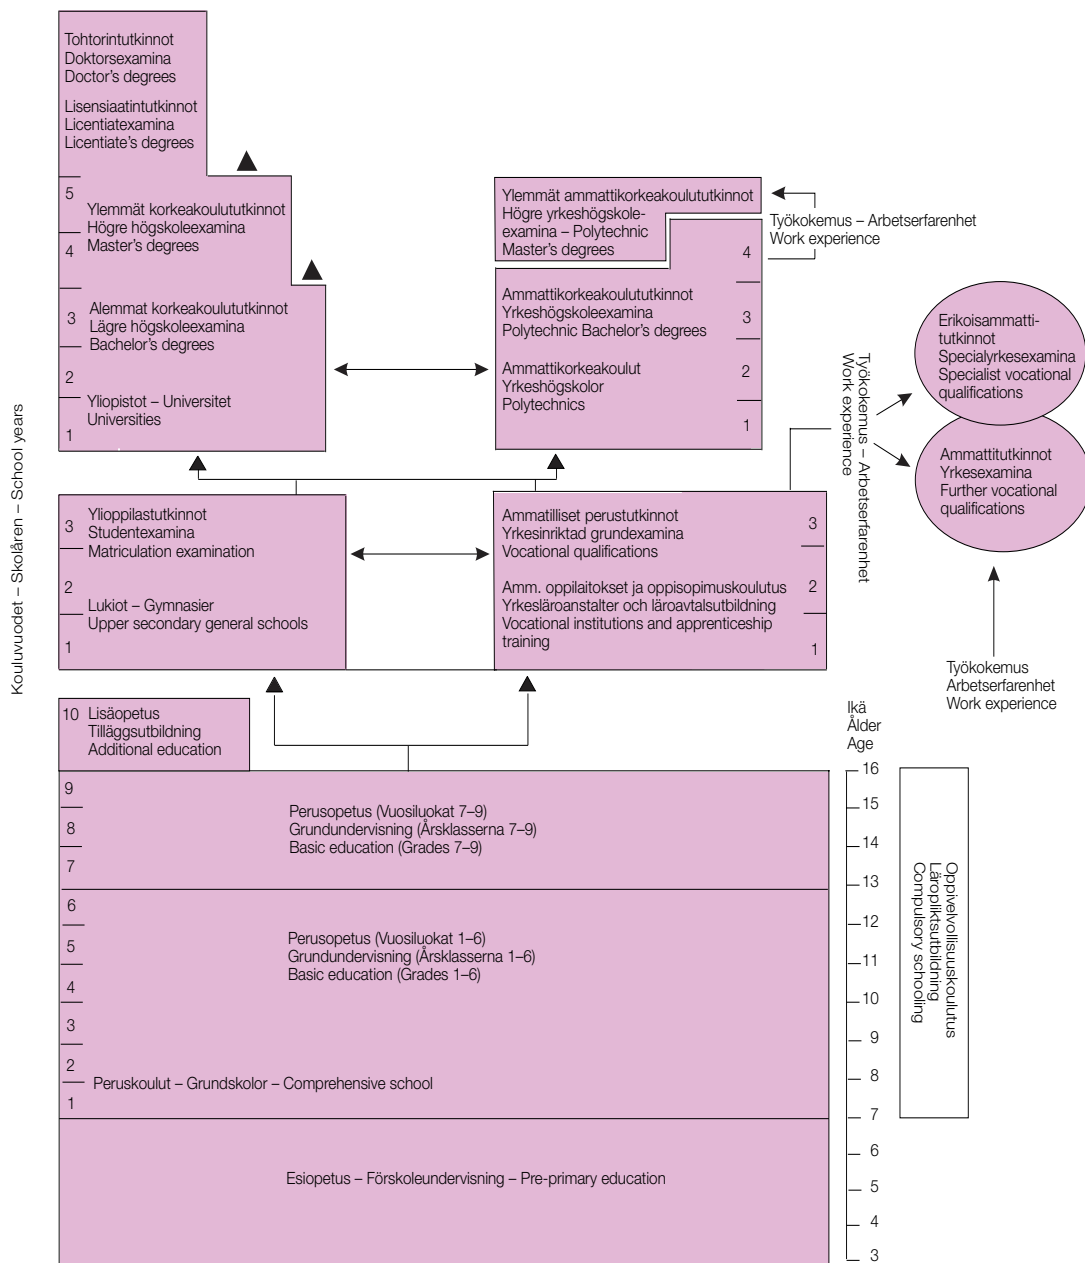 Tohtorintutkinnot
Doktorsexamina
Doctor's degrees
Lisensiaatintutkinnot
Licentiatexamina
Licentiate's degrees
5
Ylemmät korkeakoulututkinnot
Högre högskoleexamina
Master's degrees
4
3
Alemmat korkeakoulututkinnot
Lägre högskoleexamina
Bachelor's degrees
2
Yliopistot – Universitet
Universities
1
Ylemmät ammattikorkeakoulututkinnot
Högre yrkeshögskole-
examina – Polytechnic
Master's degrees
4
Työkokemus – Arbetserfarenhet
Work experience
Ammattikorkeakoulututkinnot
Yrkeshögskoleexamina
Polytechnic Bachelor's degrees
3
Ammattikorkeakoulut
Yrkeshögskolor
Polytechnics
2
1
Erikoisammatti-
tutkinnot
Specialyrkesexamina
Specialist vocational
qualifications
Ammattitutkinnot
Yrkesexamina
Further vocational
qualifications
Työkokemus – Arbetserfarenhet
Work experience
Työkokemus
Arbetserfarenhet
Work experience
Kouluvuodet – Skolåren – School years
3
Ylioppilastutkinnot
Studentexamina
Matriculation examination
2
Lukiot – Gymnasier
Upper secondary general schools
1
Ammatilliset perustutkinnot
Yrkesinriktad grundexamina
Vocational qualifications
3
Amm. oppilaitokset ja oppisopimuskoulutus
Yrkesläroanstalter och läroavtalsutbildning
Vocational institutions and apprenticeship
training
2
1
10 Lisäopetus
Tilläggsutbildning
Additional education
9
8
7
Perusopetus (Vuosiluokat 7–9)
Grundundervisning (Årsklasserna 7–9)
Basic education (Grades 7–9)
6
5
4
3
2
1
Perusopetus (Vuosiluokat 1–6)
Grundundervisning (Årsklasserna 1–6)
Basic education (Grades 1–6)
Peruskoulut – Grundskolor – Comprehensive school
Esiopetus – Förskoleundervisning – Pre-primary education
Ikä
Ålder
Age
16
15
14
13
12
11
10
9
8
7
6
5
4
3
Oppivelvollisuuskoulutus
Läropliktsutbildning
Compulsory schooling